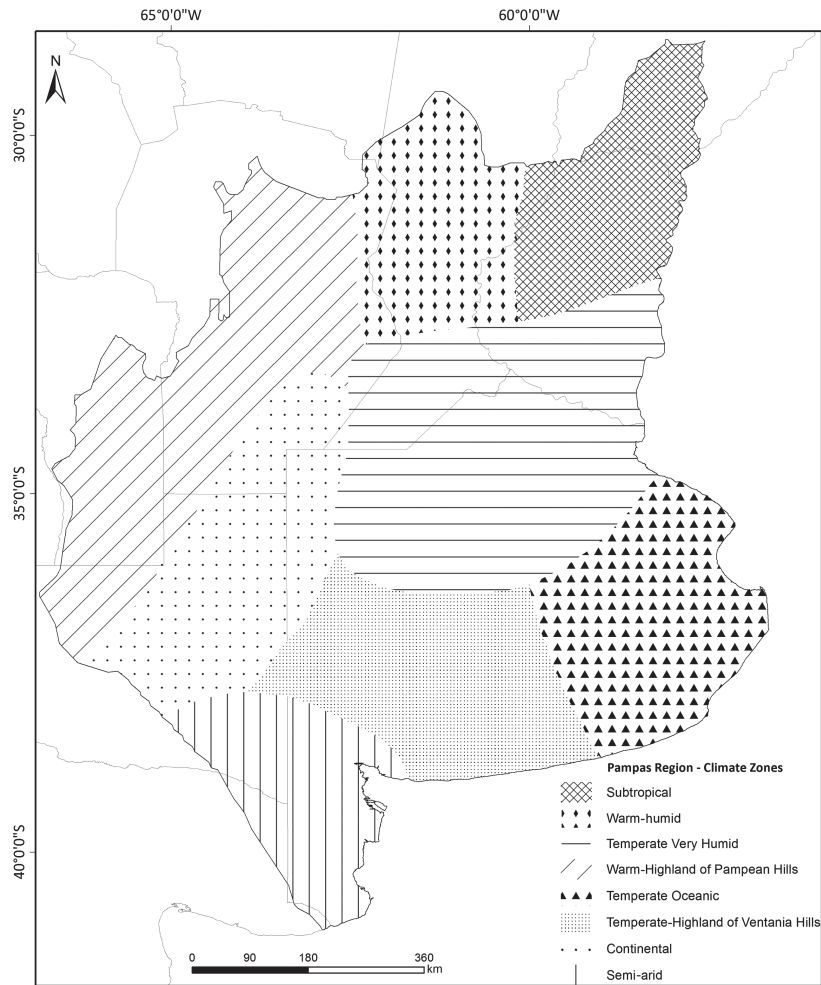 65°0'0"W
60°0'0"W
N
30°0'0"S
35°0'0"S
40°0'0"S
Pampas Region - Climate Zones
Subtropical
Warm-humid
Temperate Very Humid
Warm-Highland of Pampean Hills
Temperate Oceanic
Temperate-Highland of Ventania Hills
Continental
Semi-arid
0 90 180 360
km